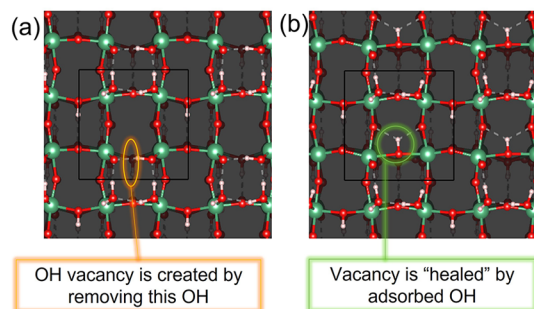 (a)
(b)
OH vacancy is created by
removing this OH
Vacancy is “healed” by
adsorbed OH